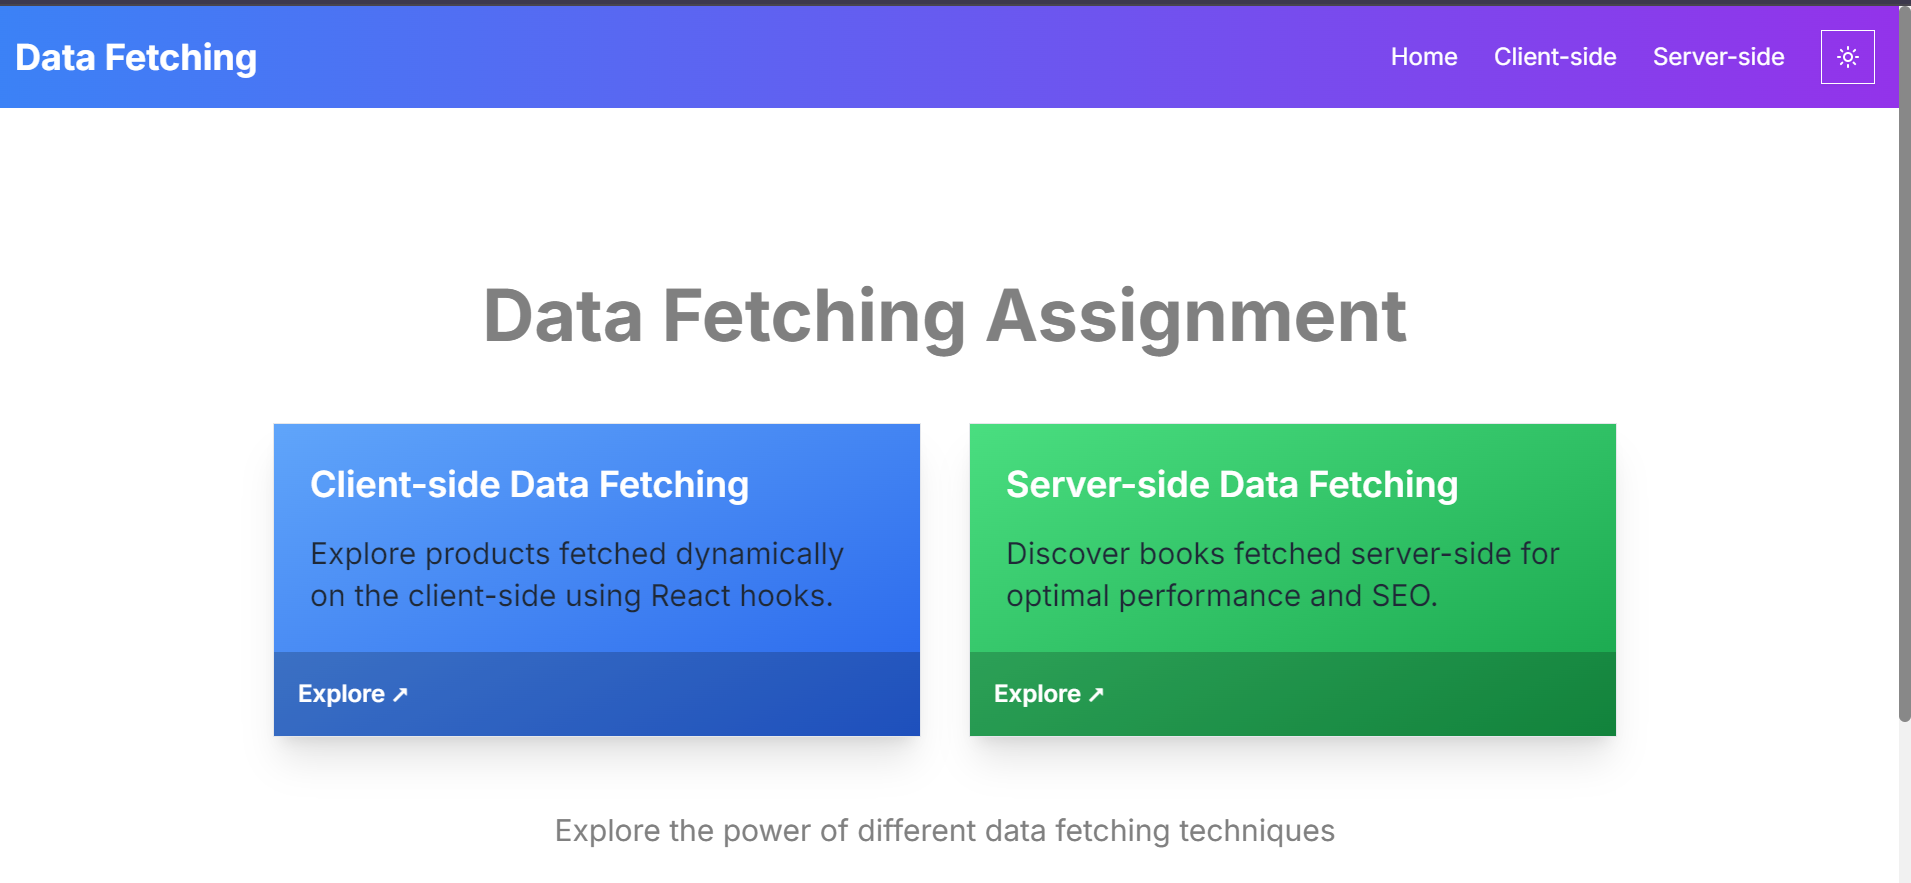 Data Fetching
Home Client-side Server-side
Data Fetching Assignment
Client-side Data Fetching
Explore products fetched dynamically
on the client-side using React hooks.
Explore ↗
Server-side Data Fetching
Discover books fetched server-side for
optimal performance and SEO.
Explore ↗
Explore the power of different data fetching techniques